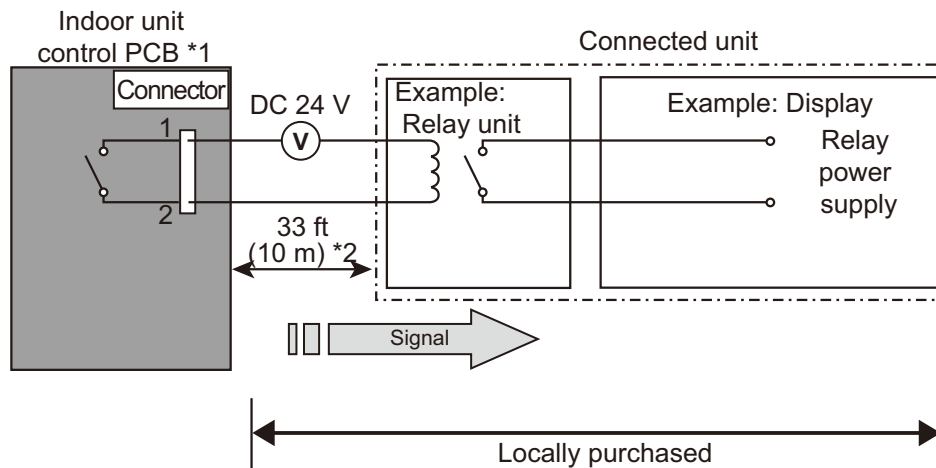 Indoor unit
control PCB *1
Connector
1
2
DC 24 V
V
33 ft
(10 m) *2
Connected unit
Example:
Relay unit
Example: Display
Relay
power
supply
Signal
Locally purchased